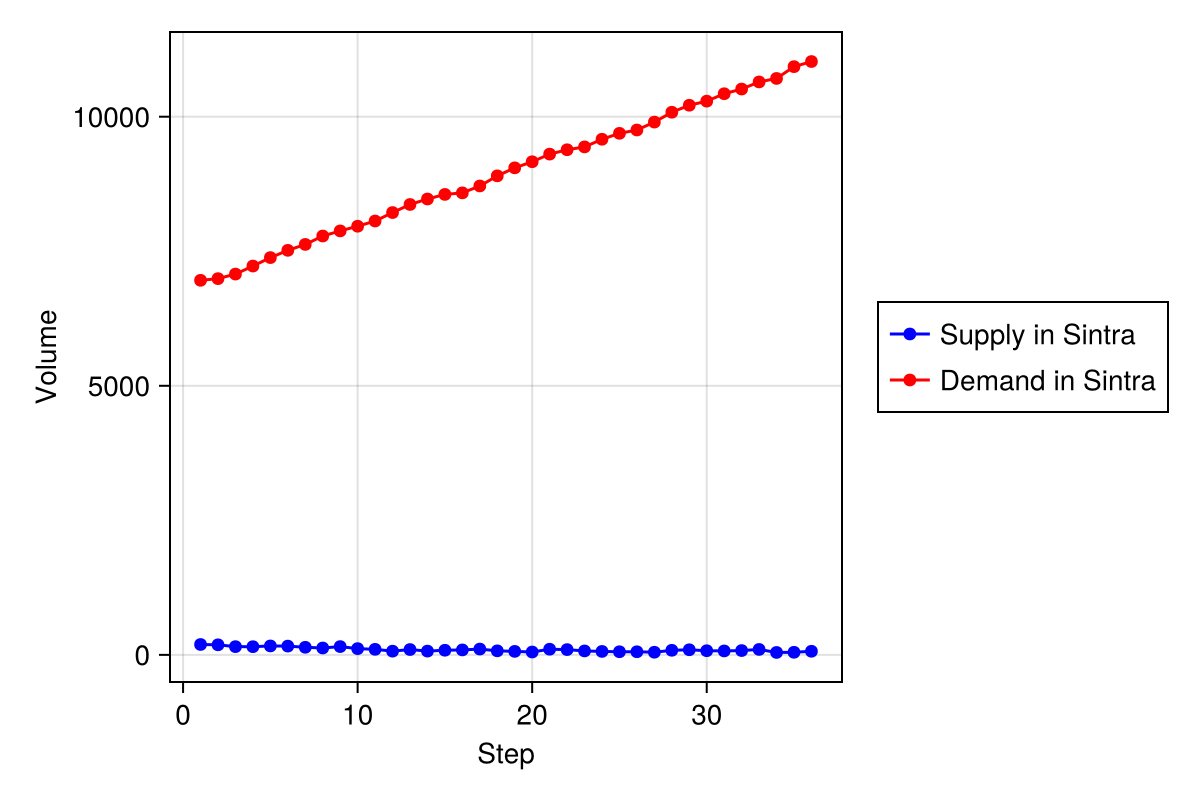 10000
5000
0
Volume
0 10 20 30
Step
Supply in Sintra
Demand in Sintra